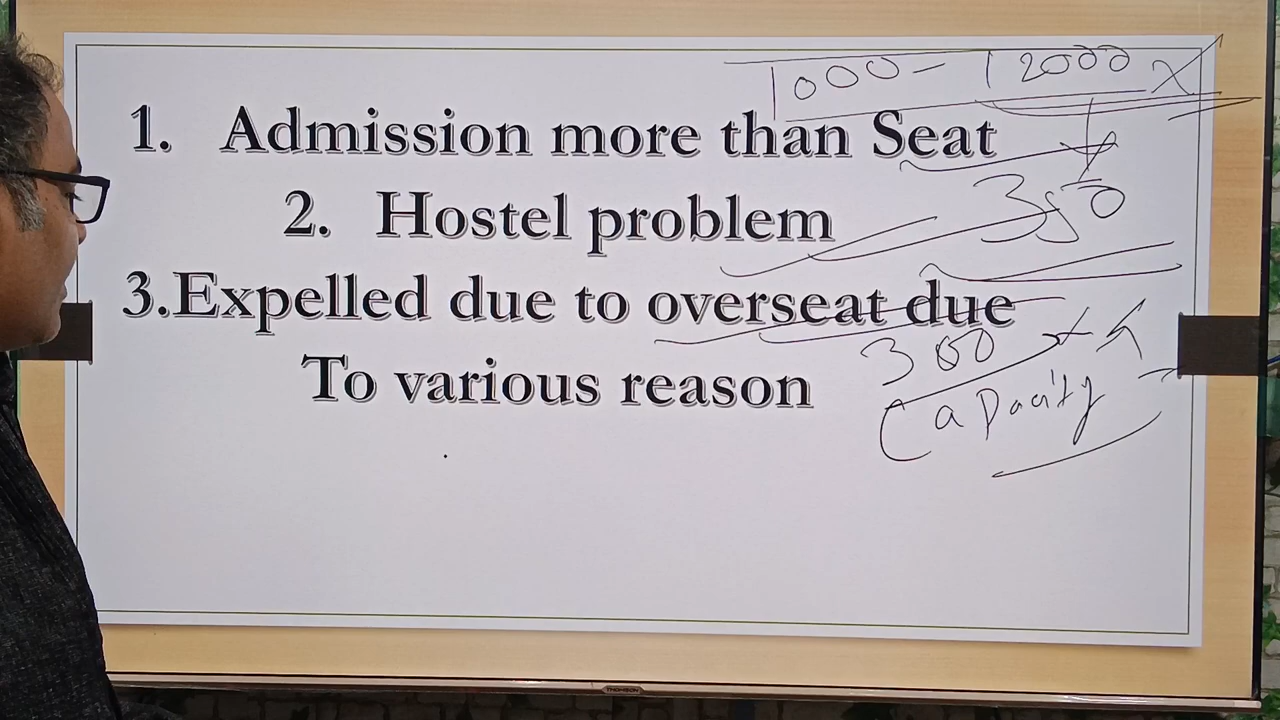 1000 - 12000
1. Admission more than Seat
350
2. Hostel problem
3.Expelled due to overseat due
300
To various reason
Capacity
THOMSON